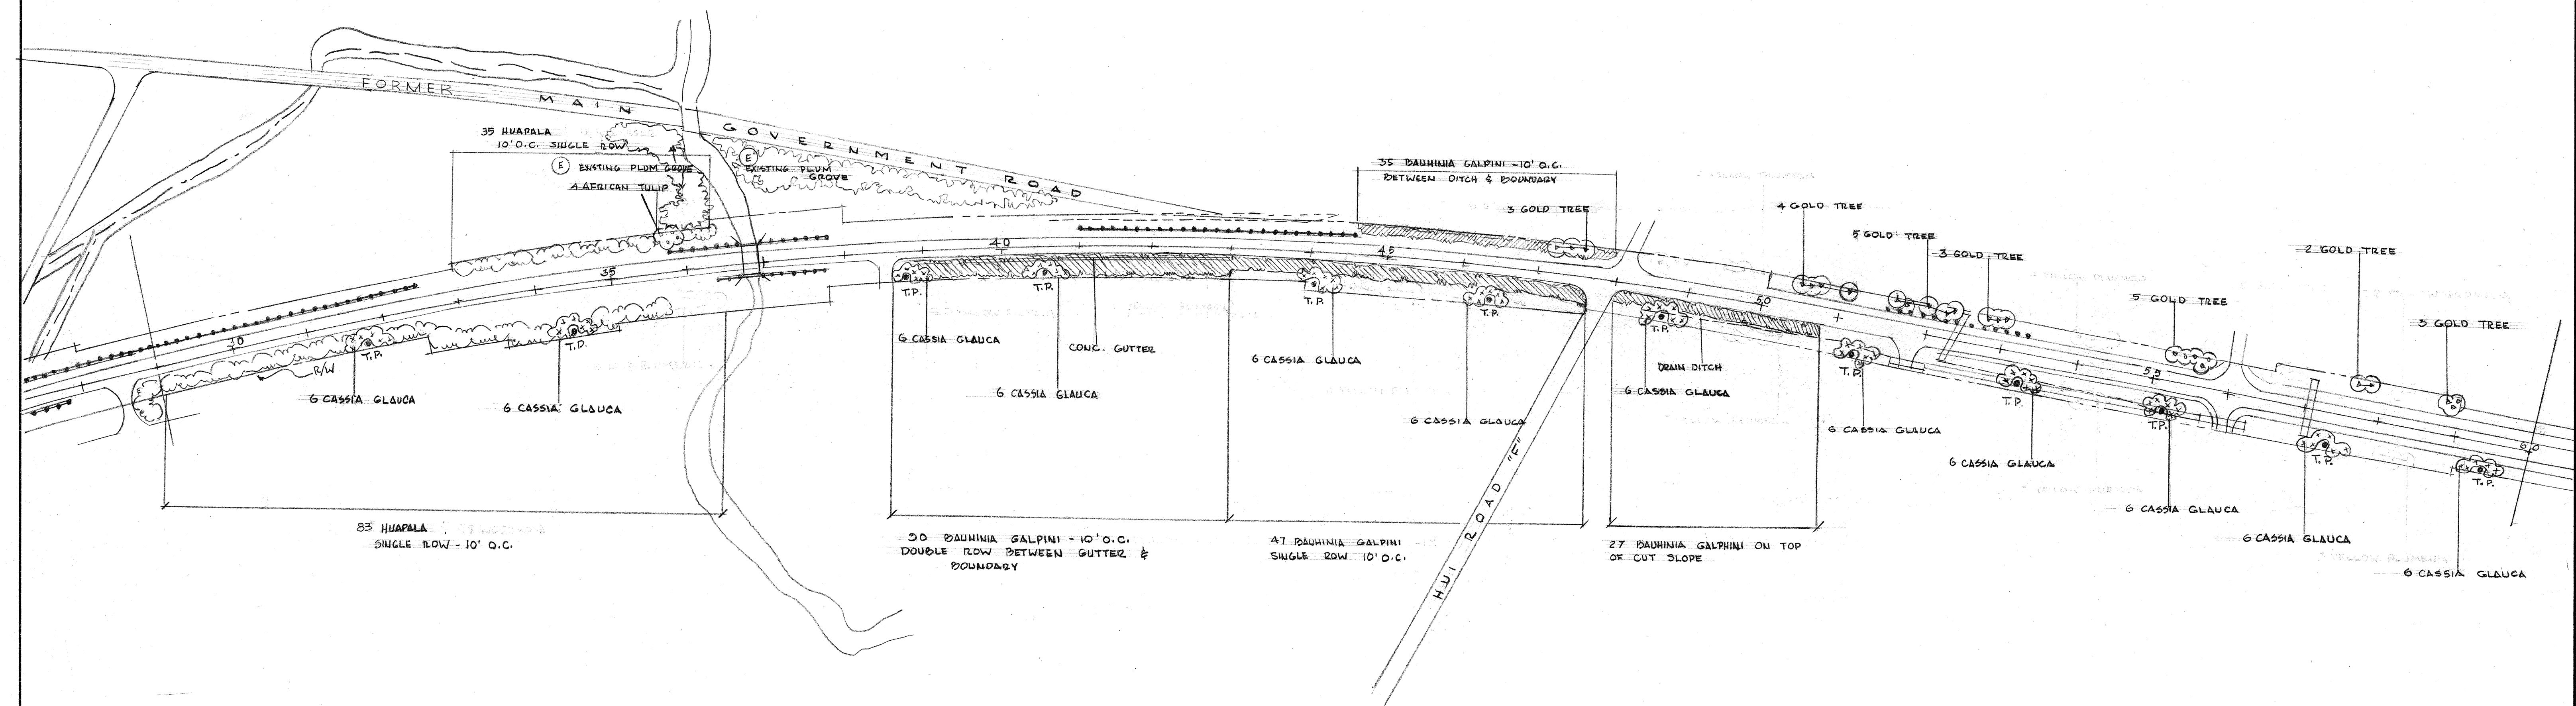 FORMER MAIN GOVERNMENT ROAD
35 HUAPALA
10' O.C. SINGLE ROW
E EXISTING PLUM GROVE
4 AFRICAN TULIP
E
EXISTING PLUM
GROVE
35 BAUHINIA GALPINI - 10' O.C.
BETWEEN DITCH & BOUNDARY
3 GOLD TREE
4 GOLD TREE
5 GOLD TREE
3 GOLD TREE
5 GOLD TREE
2 GOLD TREE
3 GOLD TREE
30
35
40
45
50
55
60
R/W
T.P.
T.P.
T.P.
T.P.
T.P.
T.P.
T.P.
T.P.
T.P.
T.P.
T.P.
T.P.
6 CASSIA GLAUCA
6 CASSIA GLAUCA
6 CASSIA GLAUCA
6 CASSIA GLAUCA
CONC. GUTTER
6 CASSIA GLAUCA
6 CASSIA GLAUCA
DRAIN DITCH
6 CASSIA GLAUCA
6 CASSIA GLAUCA
6 CASSIA GLAUCA
6 CASSIA GLAUCA
6 CASSIA GLAUCA
6 CASSIA GLAUCA
HUI ROAD "F"
83 HUAPALA
SINGLE ROW - 10' O.C.
90 BAUHINIA GALPINI - 10' O.C.
DOUBLE ROW BETWEEN GUTTER &
BOUNDARY
47 BAUHINIA GALPINI
SINGLE ROW 10' O.C.
27 BAUHINIA GALPHINI ON TOP
OF CUT SLOPE